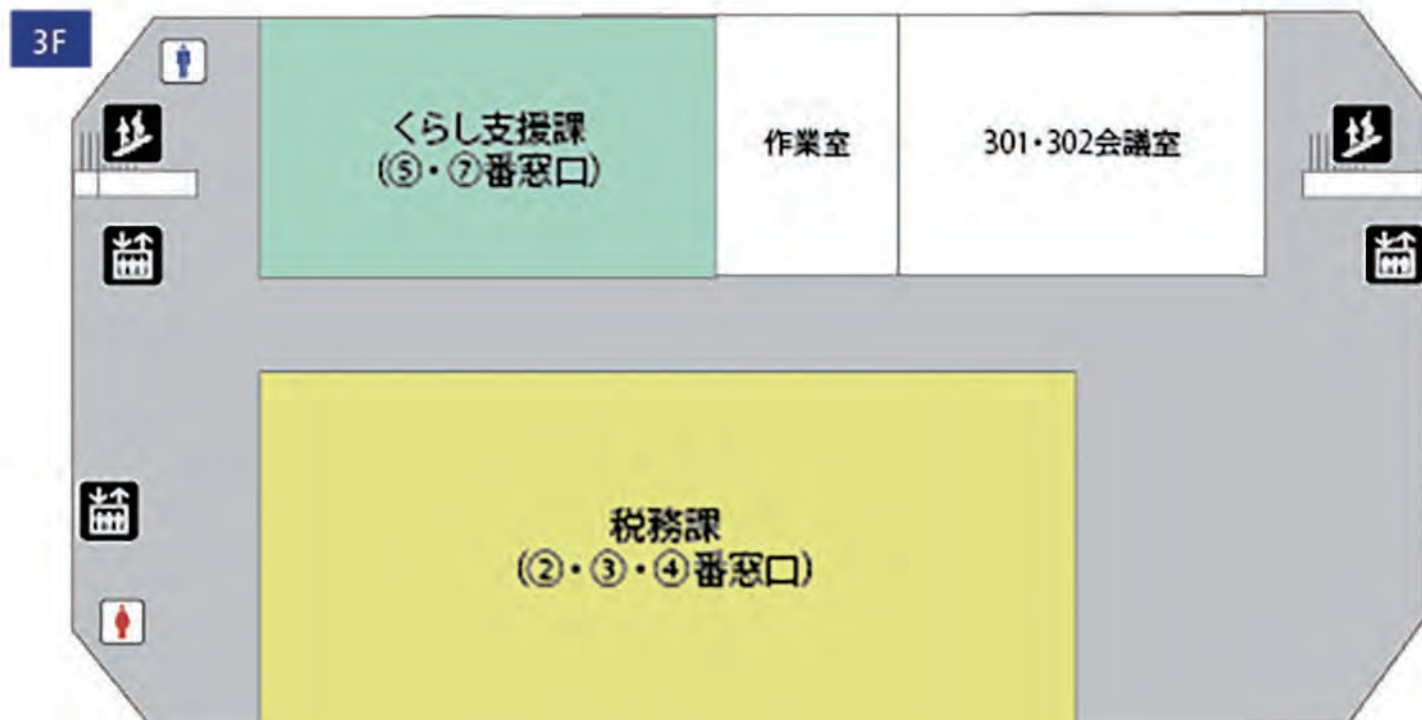 3F
くらし支援課
(⑤・⑦番窓口)
作業室
301・302会議室
税務課
(②・③・④番窓口)